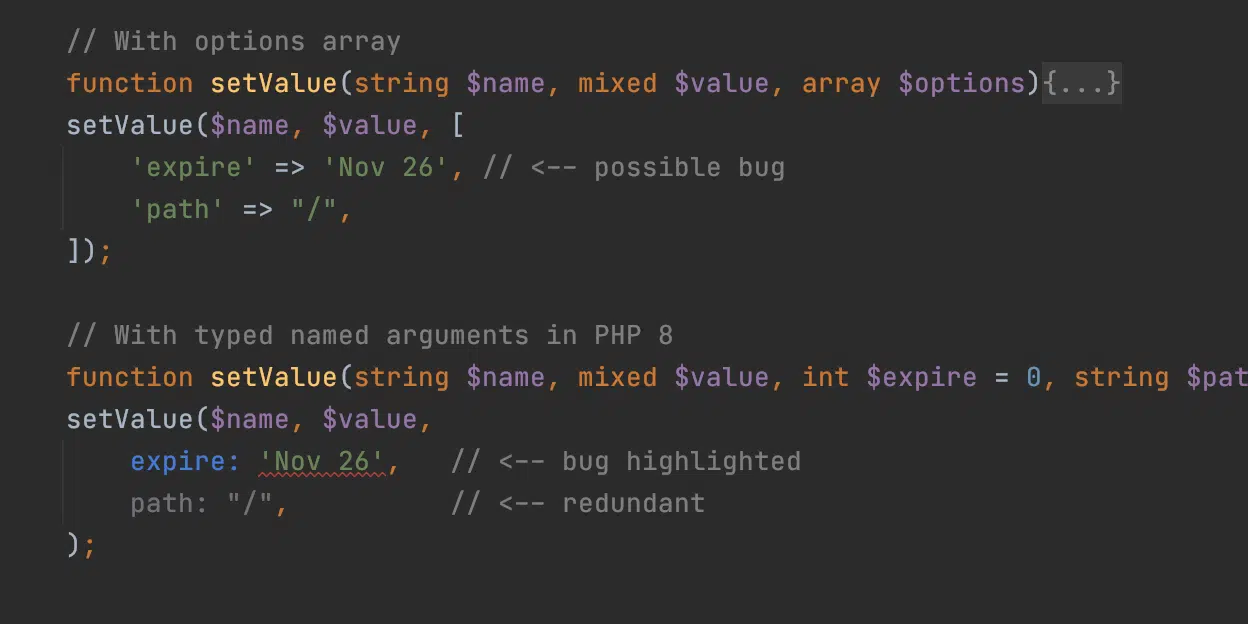 // With options array
function setValue(string $name, mixed $value, array $options){...}
setValue($name, $value, [
    'expire' => 'Nov 26', // <-- possible bug
    'path' => "/",
]);
// With typed named arguments in PHP 8
function setValue(string $name, mixed $value, int $expire = 0, string $pat
setValue($name, $value,
    expire: 'Nov 26',   // <-- bug highlighted
    path: "/",          // <-- redundant
);